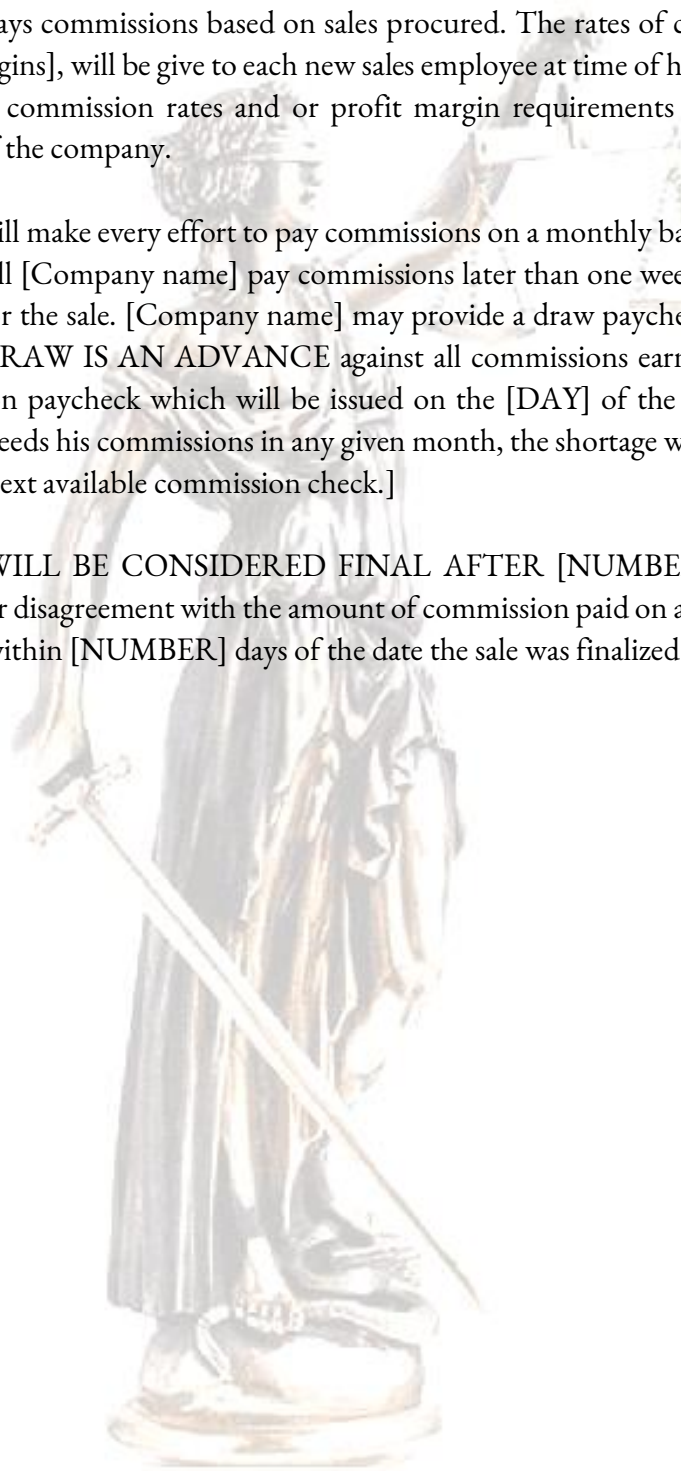 ays commissions based on sales procured. The rates of c
gins], will be give to each new sales employee at time of h
commission rates and or profit margin requirements
f the company.
ill make every effort to pay commissions on a monthly ba
ll [Company name] pay commissions later than one wee
r the sale. [Company name] may provide a draw payche
RAW IS AN ADVANCE against all commissions earn
n paycheck which will be issued on the [DAY] of the
eeds his commissions in any given month, the shortage w
ext available commission check.]
WILL BE CONSIDERED FINAL AFTER [NUMBE
r disagreement with the amount of commission paid on a
vithin [NUMBER] days of the date the sale was finalized